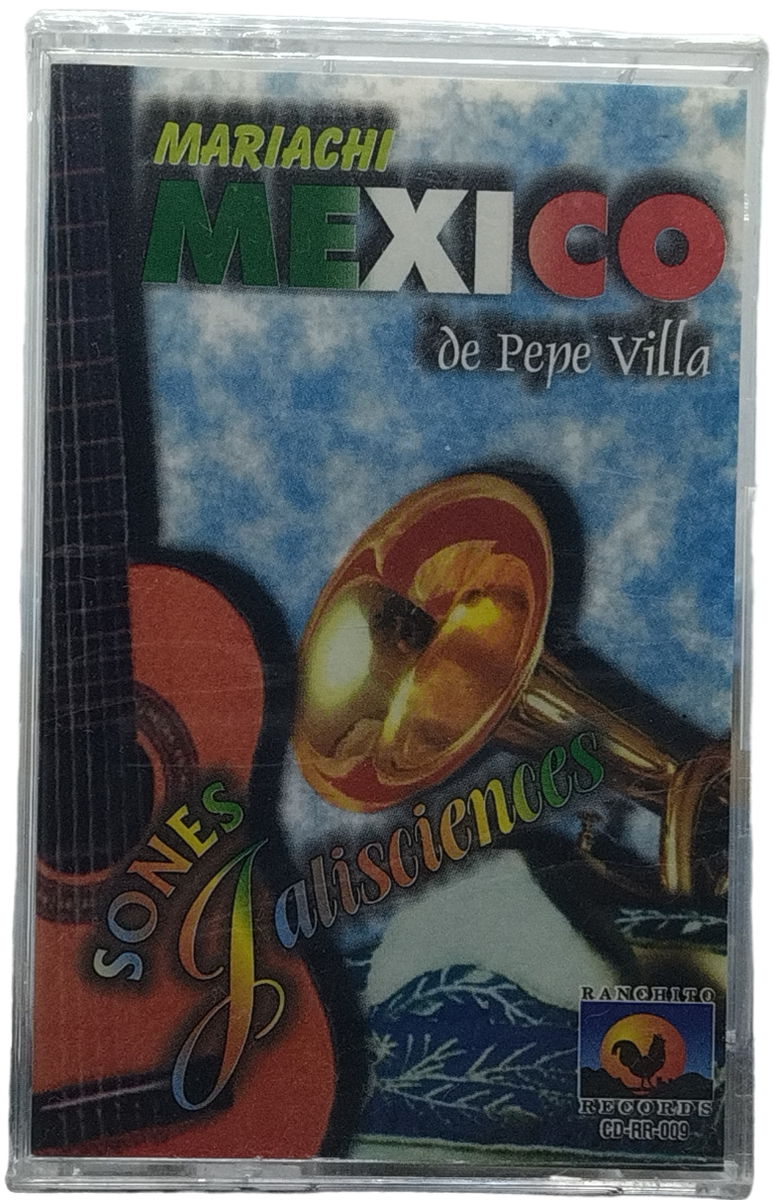 MARIACHI
MEXICO
de Pepe Villa
SONES
Jalisciences
RANCHITO
RECORDS
CD-RR-009